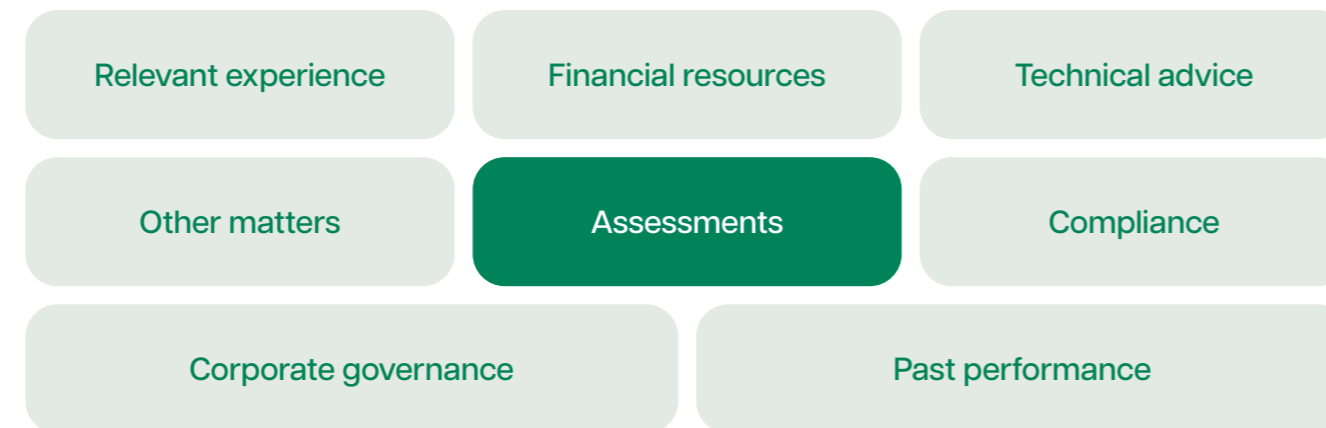 Relevant experience
Financial resources
Technical advice
Other matters
Assessments
Compliance
Corporate governance
Past performance